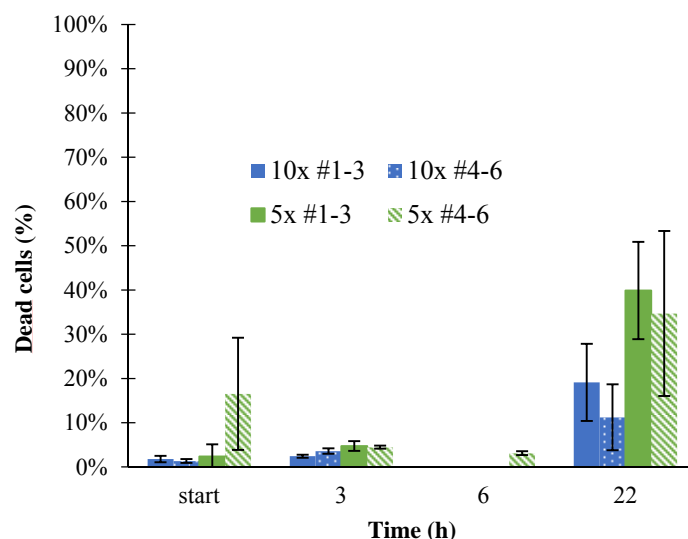 100%
90%
80%
70%
60%
50%
40%
30%
20%
10%
0%
Dead cells (%)
10x #1-3 10x #4-6
5x #1-3 5x #4-6
start 3 6 22
Time (h)